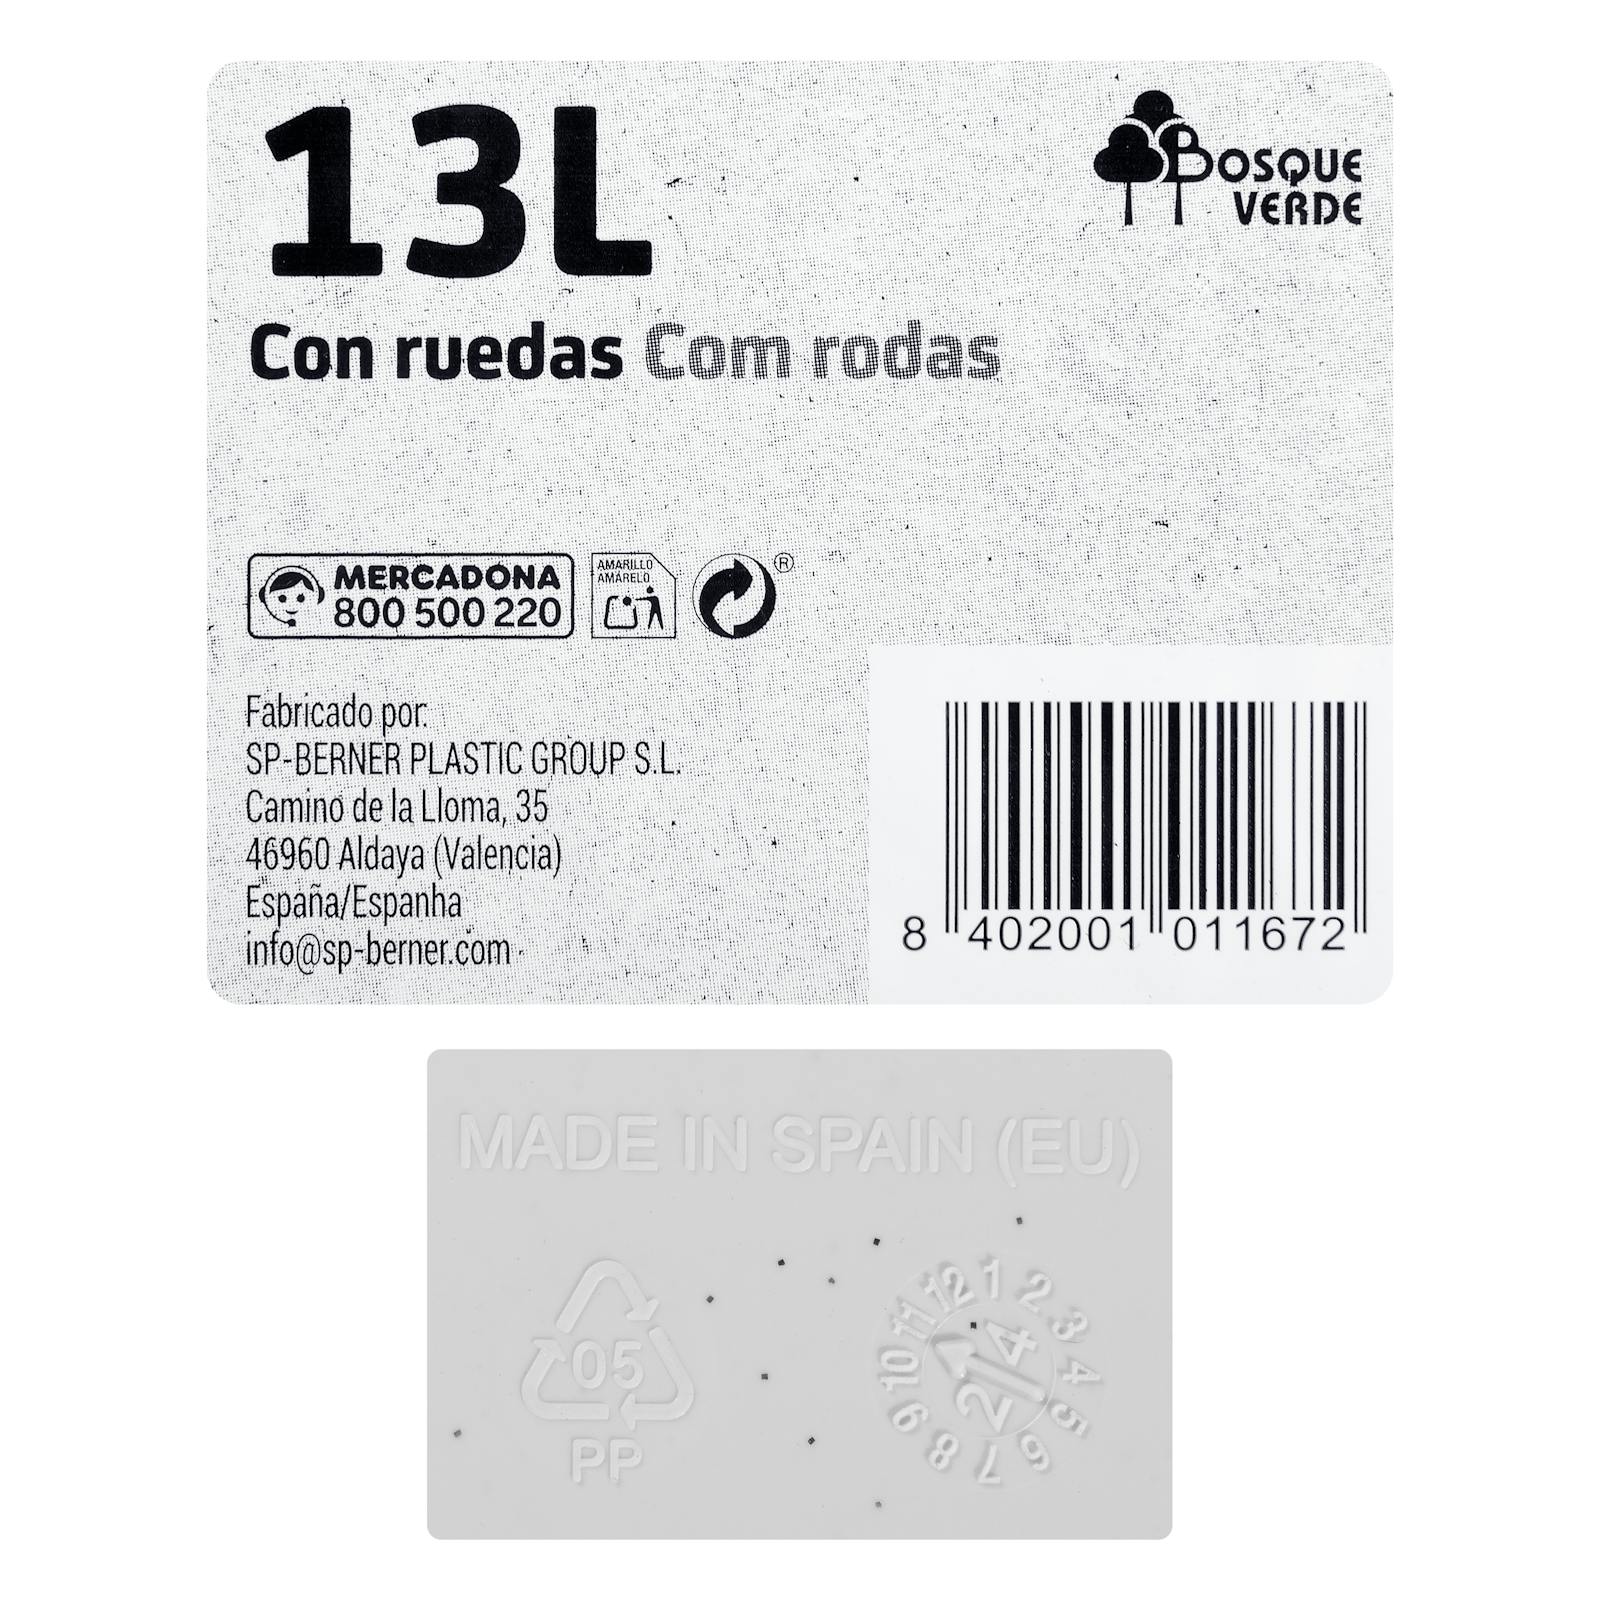 13L
BOSQUE
VERDE
Con ruedas Com rodas
MERCADONA
800 500 220
AMARILLO
AMARELO
®
Fabricado por:
SP-BERNER PLASTIC GROUP S.L.
Camino de la Lloma, 35
46960 Aldaya (Valencia)
España/Espanha
info@sp-berner.com
8 402001 011672
MADE IN SPAIN (EU)
05
PP
1 2 3 4 5 6 7 8 9 10 11 12
24